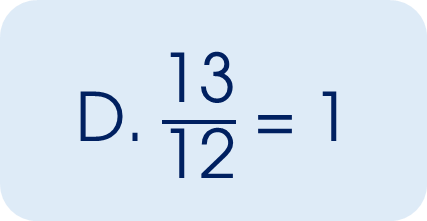 D. 13/12 = 1